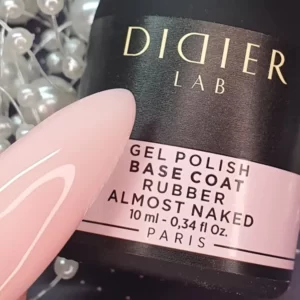 DIDIER
LAB
GEL POLISH
BASE COAT
RUBBER
ALMOST NAKED
10 ml - 0,34 fl Oz.
PARIS